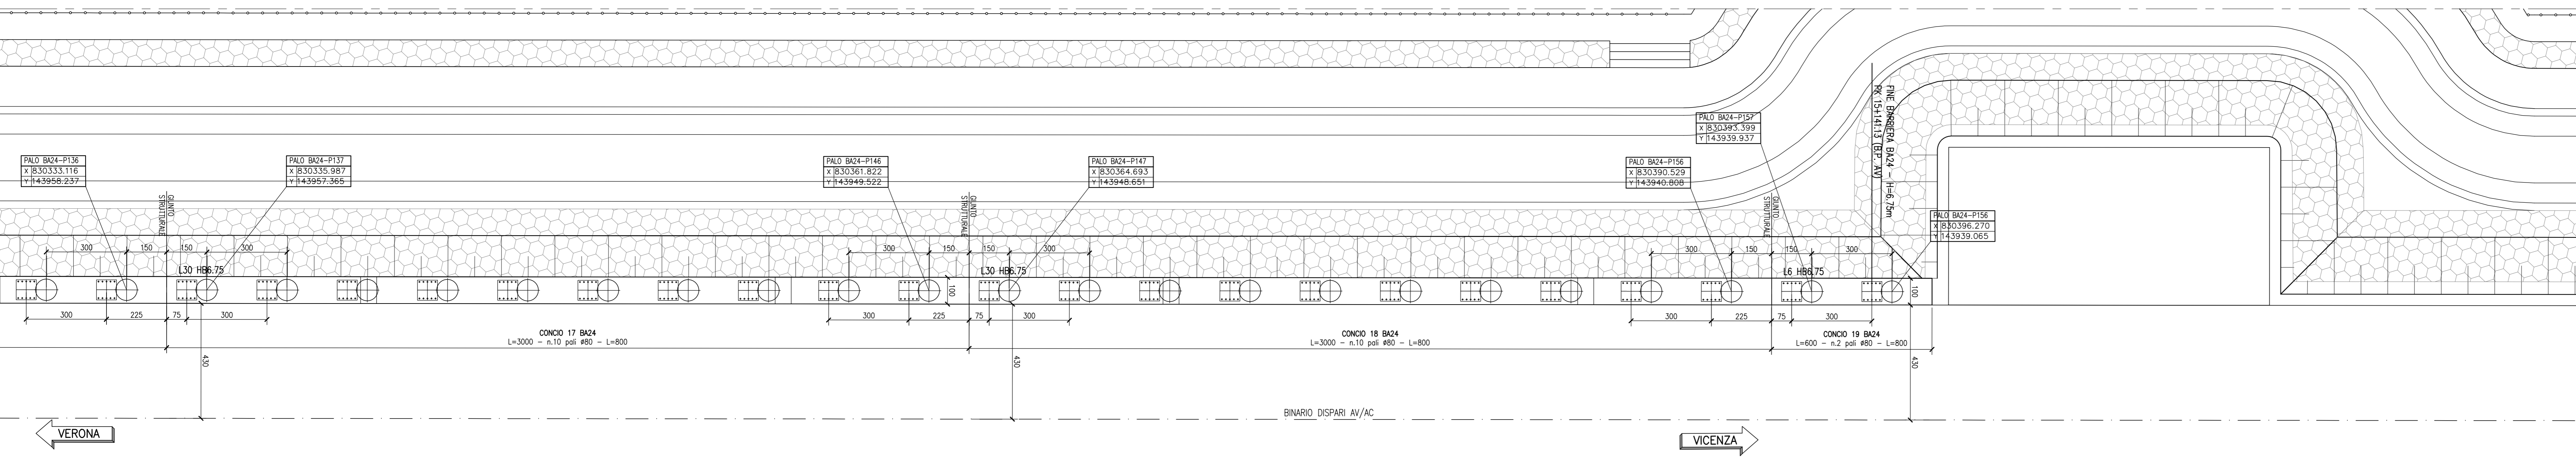 PALO BA24-P136
X 830333.116
Y 143958.237
PALO BA24-P137
X 830335.987
Y 143957.365
PALO BA24-P146
X 830361.822
Y 143949.522
PALO BA24-P147
X 830364.693
Y 143948.651
PALO BA24-P156
X 830390.529
Y 143940.808
PALO BA24-P157
X 830393.399
Y 143939.937
FINE BARRIERA BA24 - H=6.75m
PK 15+141.13 (B.P. AV)
PALO BA24-P156
X 830396.270
Y 143939.065
GIUNTO
STRUTTURALE
GIUNTO
STRUTTURALE
GIUNTO
STRUTTURALE
300 150 150 300
300 150 150 300
300 150 150 300
L30 HB6.75
L30 HB6.75
L6 HB6.75
100
100
300 225 75 300
300 225 75 300
300 225 75 300
CONCIO 17 BA24
L=3000 - n.10 pali ø80 - L=800
CONCIO 18 BA24
L=3000 - n.10 pali ø80 - L=800
CONCIO 19 BA24
L=600 - n.2 pali ø80 - L=800
430
430
430
BINARIO DISPARI AV/AC
VERONA
VICENZA